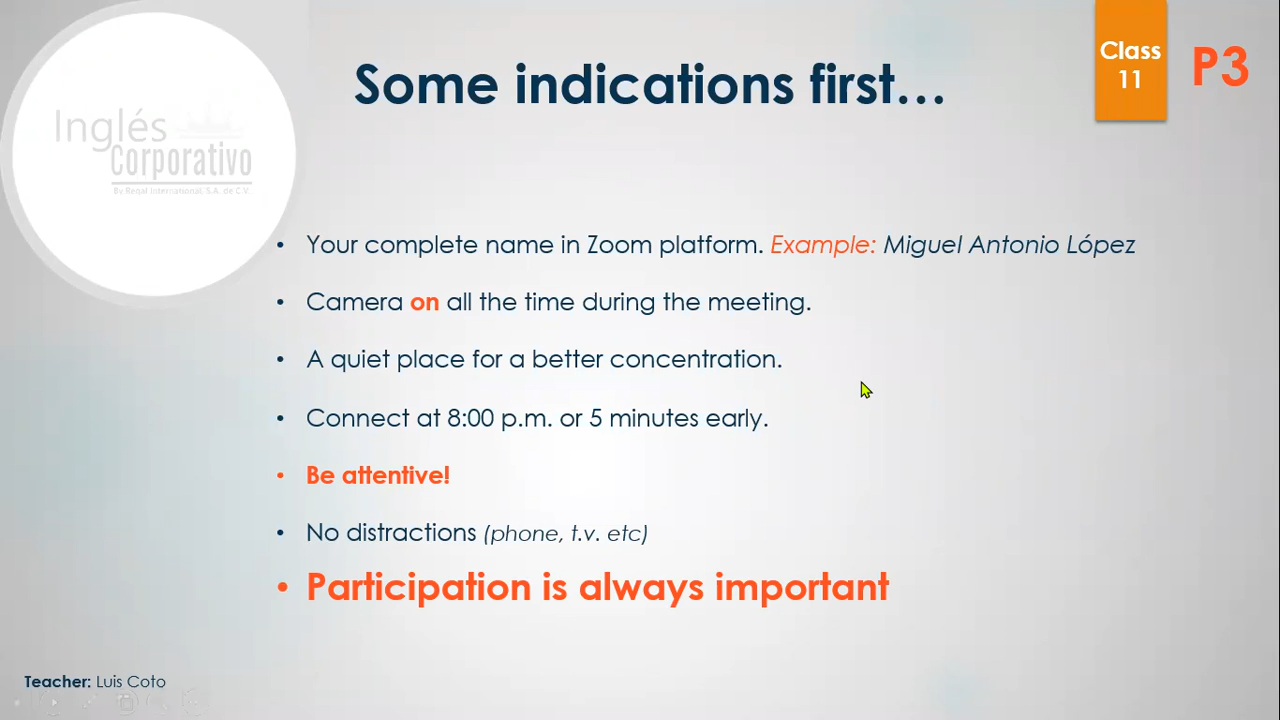 Some indications first…
Class
11
P3
Inglés
Corporativo
By Regal International, S.A. de C.V.
• Your complete name in Zoom platform. Example: Miguel Antonio López
• Camera on all the time during the meeting.
• A quiet place for a better concentration.
• Connect at 8:00 p.m. or 5 minutes early.
• Be attentive!
• No distractions (phone, t.v. etc)
• Participation is always important
Teacher: Luis Coto